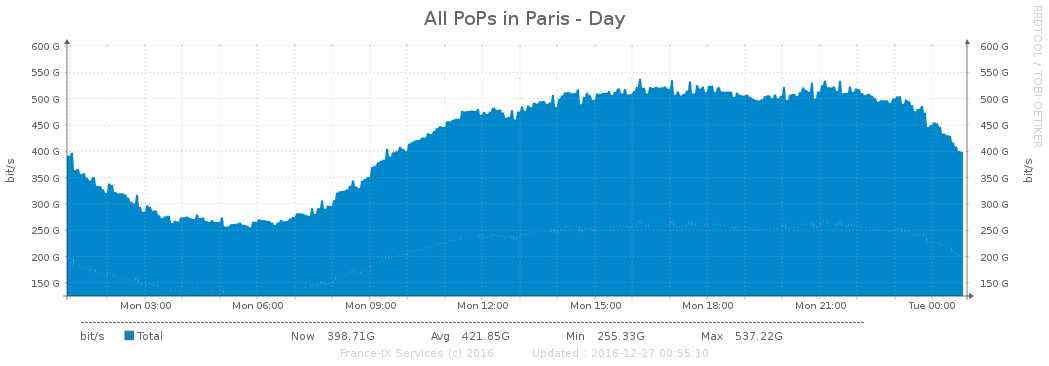 All PoPs in Paris - Day
RRDTOOL / TOBI OETIKER
600 G 600 G
550 G 550 G
500 G 500 G
450 G 450 G
400 G 400 G
350 G 350 G
300 G 300 G
250 G 250 G
200 G 200 G
150 G 150 G
bit/s
bit/s
Mon 03:00 Mon 06:00 Mon 09:00 Mon 12:00 Mon 15:00 Mon 18:00 Mon 21:00 Tue 00:00
bit/s Total Now 398.71G Avg 421.85G Min 255.33G Max 537.22G
France-IX Services (c) 2016 Updated : 2016-12-27 00:55:10